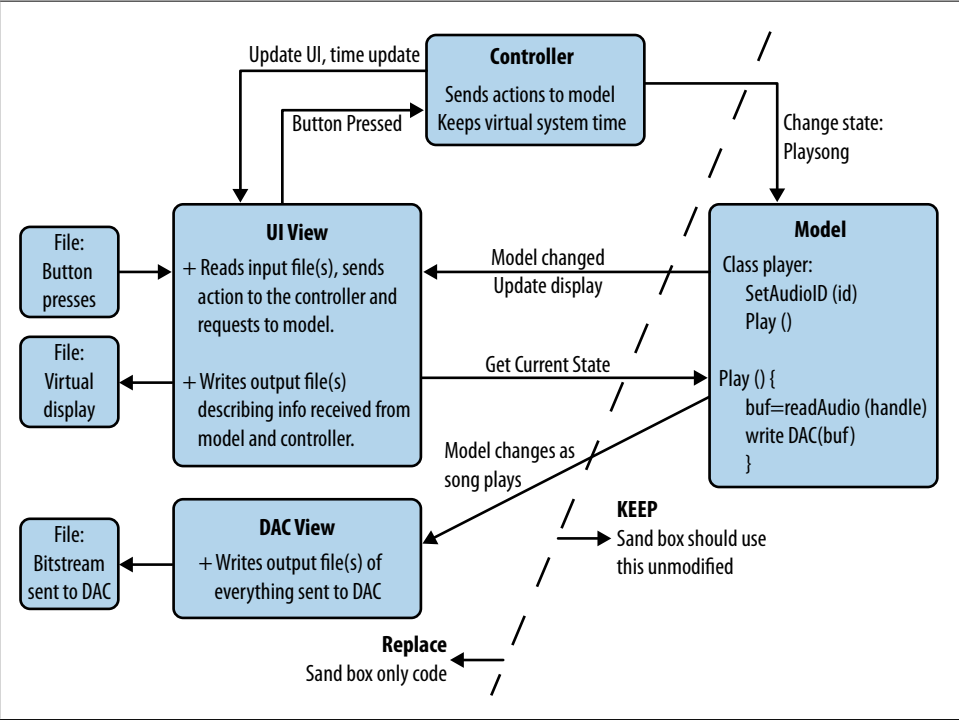 Update UI, time update
Controller
Sends actions to model
Keeps virtual system time
Button Pressed
Change state:
Playsong
File:
Button
presses
UI View
+ Reads input file(s), sends
action to the controller and
requests to model.
+ Writes output file(s)
describing info received from
model and controller.
File:
Virtual
display
Model changed
Update display
Get Current State
Model
Class player:
SetAudioID (id)
Play ()
Play () {
buf=readAudio (handle)
write DAC(buf)
}
Model changes as
song plays
File:
Bitstream
sent to DAC
DAC View
+ Writes output file(s) of
everything sent to DAC
KEEP
Sand box should use
this unmodified
Replace
Sand box only code